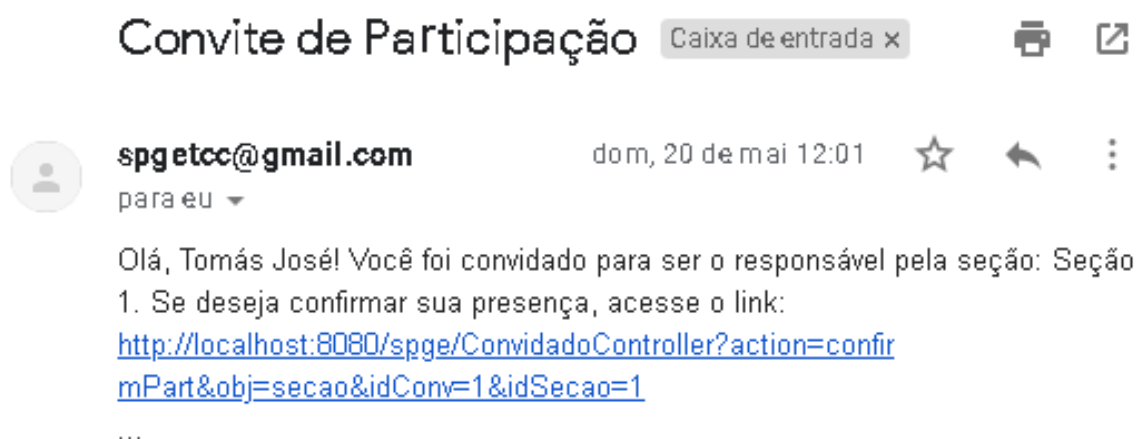 Convite de Participação Caixa de entrada x
spgetcc@gmail.com dom, 20 de mai 12:01
para eu
Olá, Tomás José! Você foi convidado para ser o responsável pela seção: Seção
1. Se deseja confirmar sua presença, acesse o link:
http://localhost:8080/spge/ConvidadoController?action=confir
mPart&obj=secao&idConv=1&idSecao=1
...